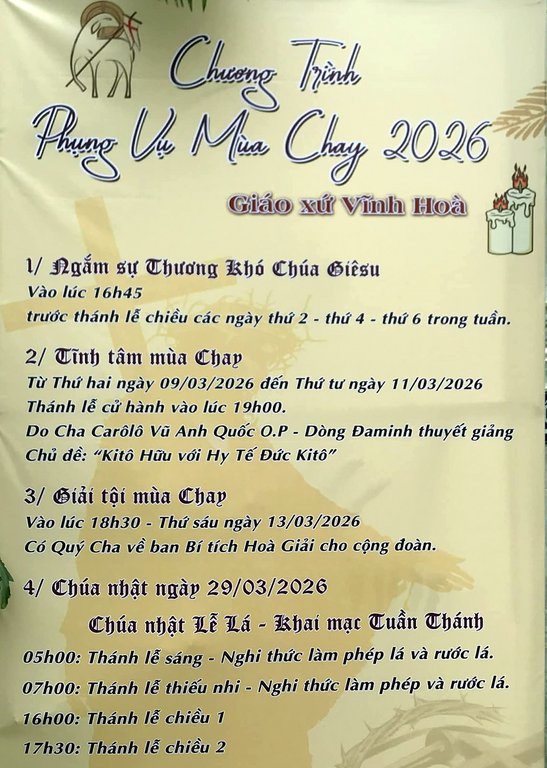 Chương Trình
Phụng Vụ Mùa Chay 2026
Giáo xứ Vĩnh Hoà
1/ Ngắm sự Thương Khó Chúa Giêsu
Vào lúc 16h45
trước thánh lễ chiều các ngày thứ 2 - thứ 4 - thứ 6 trong tuần.
2/ Tĩnh tâm mùa Chay
Từ Thứ hai ngày 09/03/2026 đến Thứ tư ngày 11/03/2026
Thánh lễ cử hành vào lúc 19h00.
Do Cha Carôlô Vũ Anh Quốc O.P - Dòng Đaminh thuyết giảng
Chủ đề: “Kitô Hữu với Hy Tế Đức Kitô”
3/ Giải tội mùa Chay
Vào lúc 18h30 - Thứ sáu ngày 13/03/2026
Có Quý Cha về ban Bí tích Hoà Giải cho cộng đoàn.
4/ Chúa nhật ngày 29/03/2026
Chúa nhật Lễ Lá - Khai mạc Tuần Thánh
05h00: Thánh lễ sáng - Nghi thức làm phép lá và rước lá.
07h00: Thánh lễ thiếu nhi - Nghi thức làm phép và rước lá.
16h00: Thánh lễ chiều 1
17h30: Thánh lễ chiều 2